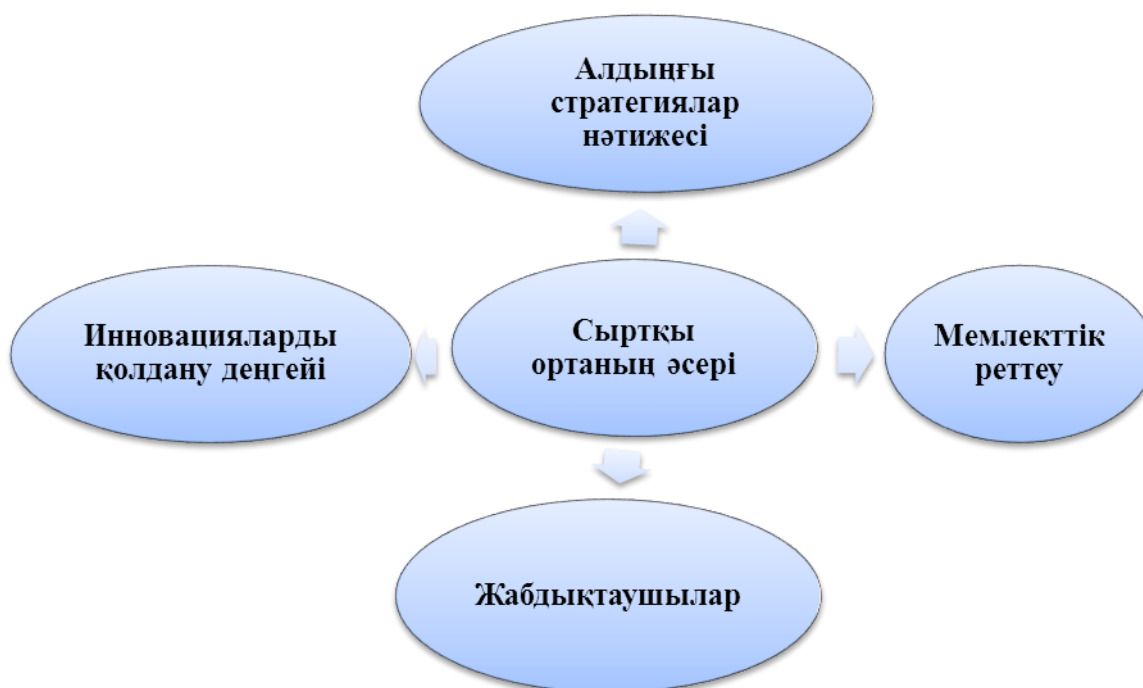 Алдыңғы
стратегиялар
нәтижесі
Инновацияларды
қолдану деңгейі
Сыртқы
ортаның әсері
Мемлекттік
реттеу
Жабдықтаушылар